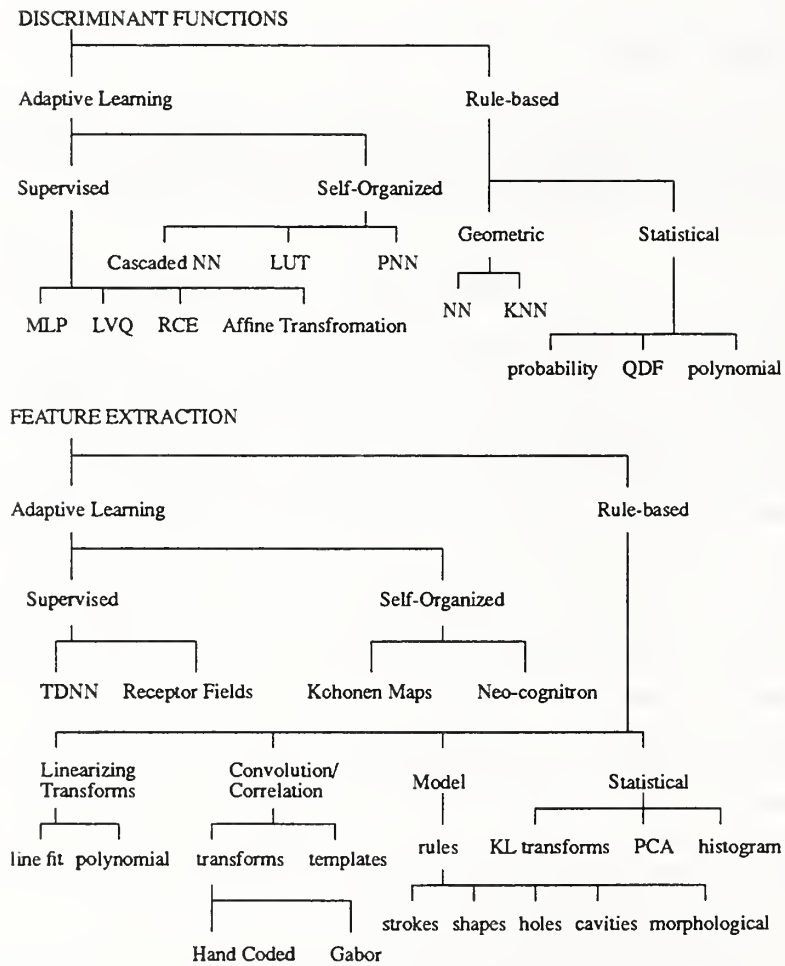 DISCRIMINANT FUNCTIONS
Adaptive Learning Rule-based
Supervised Self-Organized
Geometric Statistical
Cascaded NN LUT PNN
NN KNN
MLP LVQ RCE Affine Transfromation
probability QDF polynomial
FEATURE EXTRACTION
Adaptive Learning Rule-based
Supervised Self-Organized
TDNN Receptor Fields Kohonen Maps Neo-cognitron
Linearizing Convolution/
Transforms Correlation Model Statistical
line fit polynomial transforms templates rules KL transforms PCA histogram
strokes shapes holes cavities morphological
Hand Coded Gabor